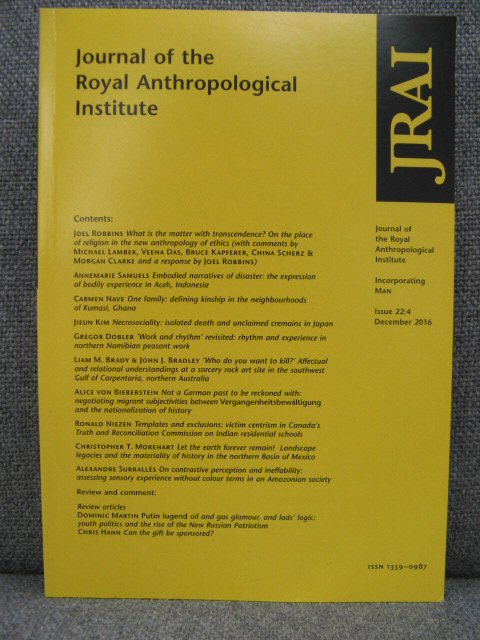 Journal of the
Royal Anthropological
Institute
JRAI
Contents:
JOEL ROBBINS What is the matter with transcendence? On the place
of religion in the new anthropology of ethics (with comments by
MICHAEL LAMBEK, VEENA DAS, BRUCE KAPFERER, CHINA SCHERZ &
MORGAN CLARKE and a response by JOEL ROBBINS)
ANNEMARIE SAMUELS Embodied narratives of disaster: the expression
of bodily experience in Aceh, Indonesia
CARMEN NAVE One family: defining kinship in the neighbourhoods
of Kumasi, Ghana
JIEUN KIM Necrosociality: isolated death and unclaimed cremains in Japan
GREGOR DOBLER 'Work and rhythm' revisited: rhythm and experience in
northern Namibian peasant work
LIAM M. BRADY & JOHN J. BRADLEY 'Who do you want to kill?' Affectual
and relational understandings at a sorcery rock art site in the southwest
Gulf of Carpentaria, northern Australia
ALICE VON BIEBERSTEIN Not a German past to be reckoned with:
negotiating migrant subjectivities between Vergangenheitsbewältigung
and the nationalization of history
RONALD NIEZEN Templates and exclusions: victim centrism in Canada's
Truth and Reconciliation Commission on Indian residential schools
CHRISTOPHER T. MOREHART Let the earth forever remain! Landscape
legacies and the materiality of history in the northern Basin of Mexico
ALEXANDRE SURRALLÉS On contrastive perception and ineffability:
assessing sensory experience without colour terms in an Amazonian society
Review and comment:
Review articles
DOMINIC MARTIN Putin Iugend oil and gas glamour, and lads' logic:
youth politics and the rise of the New Russian Patriotism
CHRIS HANN Can the gift be sponsored?
Journal of
the Royal
Anthropological
Institute
Incorporating
MAN
Issue 22:4
December 2016
ISSN 1359-0987